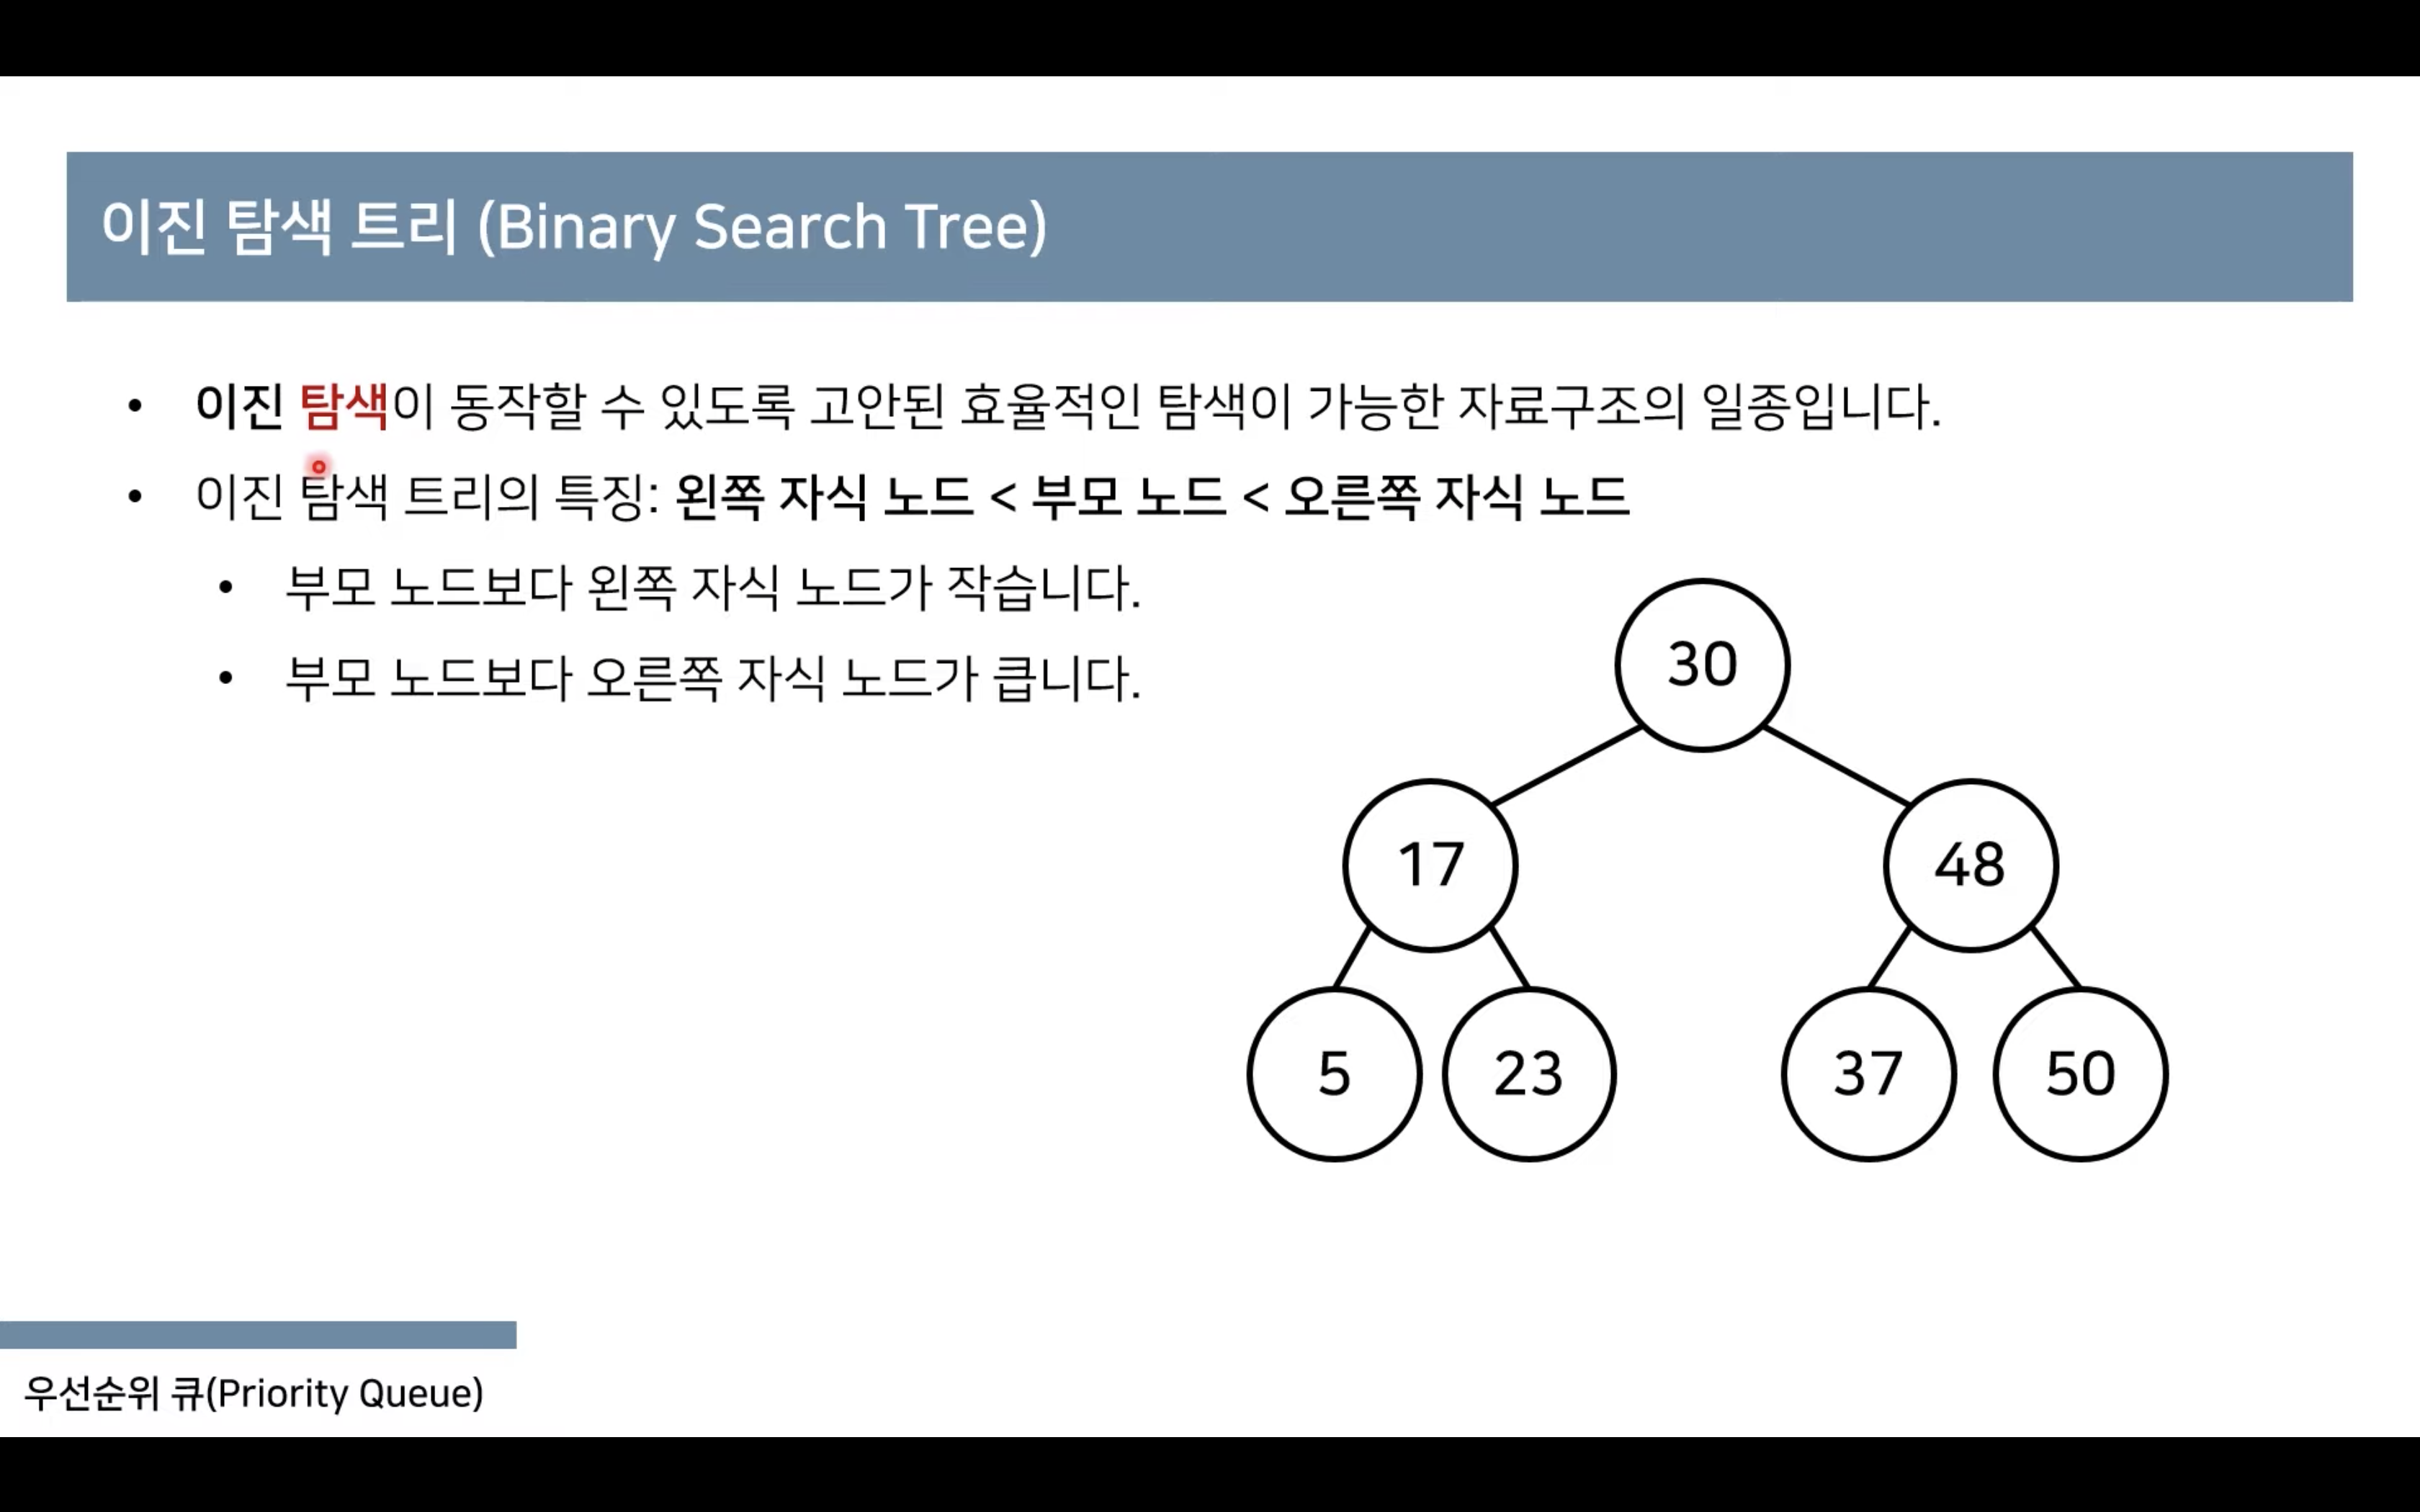 이진 탐색 트리 (Binary Search Tree)
• 이진 탐색이 동작할 수 있도록 고안된 효율적인 탐색이 가능한 자료구조의 일종입니다.
• 이진 탐색 트리의 특징: 왼쪽 자식 노드 < 부모 노드 < 오른쪽 자식 노드
• 부모 노드보다 왼쪽 자식 노드가 작습니다.
• 부모 노드보다 오른쪽 자식 노드가 큽니다.
30
17 48
5 23 37 50
우선순위 큐(Priority Queue)